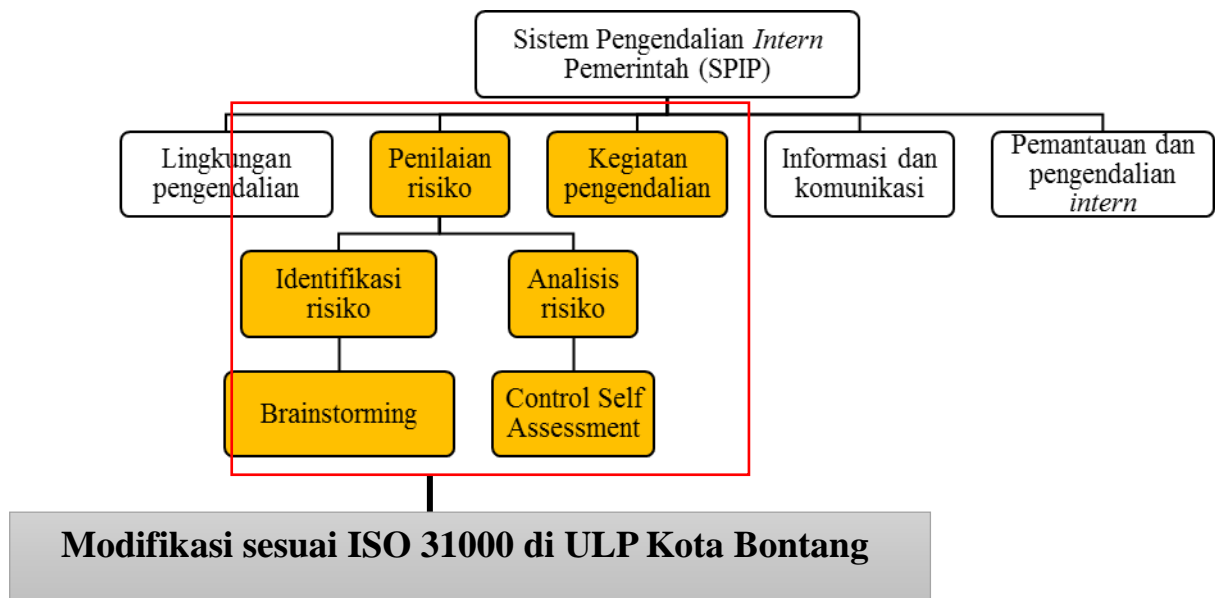 Sistem Pengendalian Intern
Pemerintah (SPIP)
Lingkungan
pengendalian
Penilaian
risiko
Kegiatan
pengendalian
Informasi dan
komunikasi
Pemantauan dan
pengendalian
intern
Identifikasi
risiko
Analisis
risiko
Brainstorming
Control Self
Assessment
Modifikasi sesuai ISO 31000 di ULP Kota Bontang